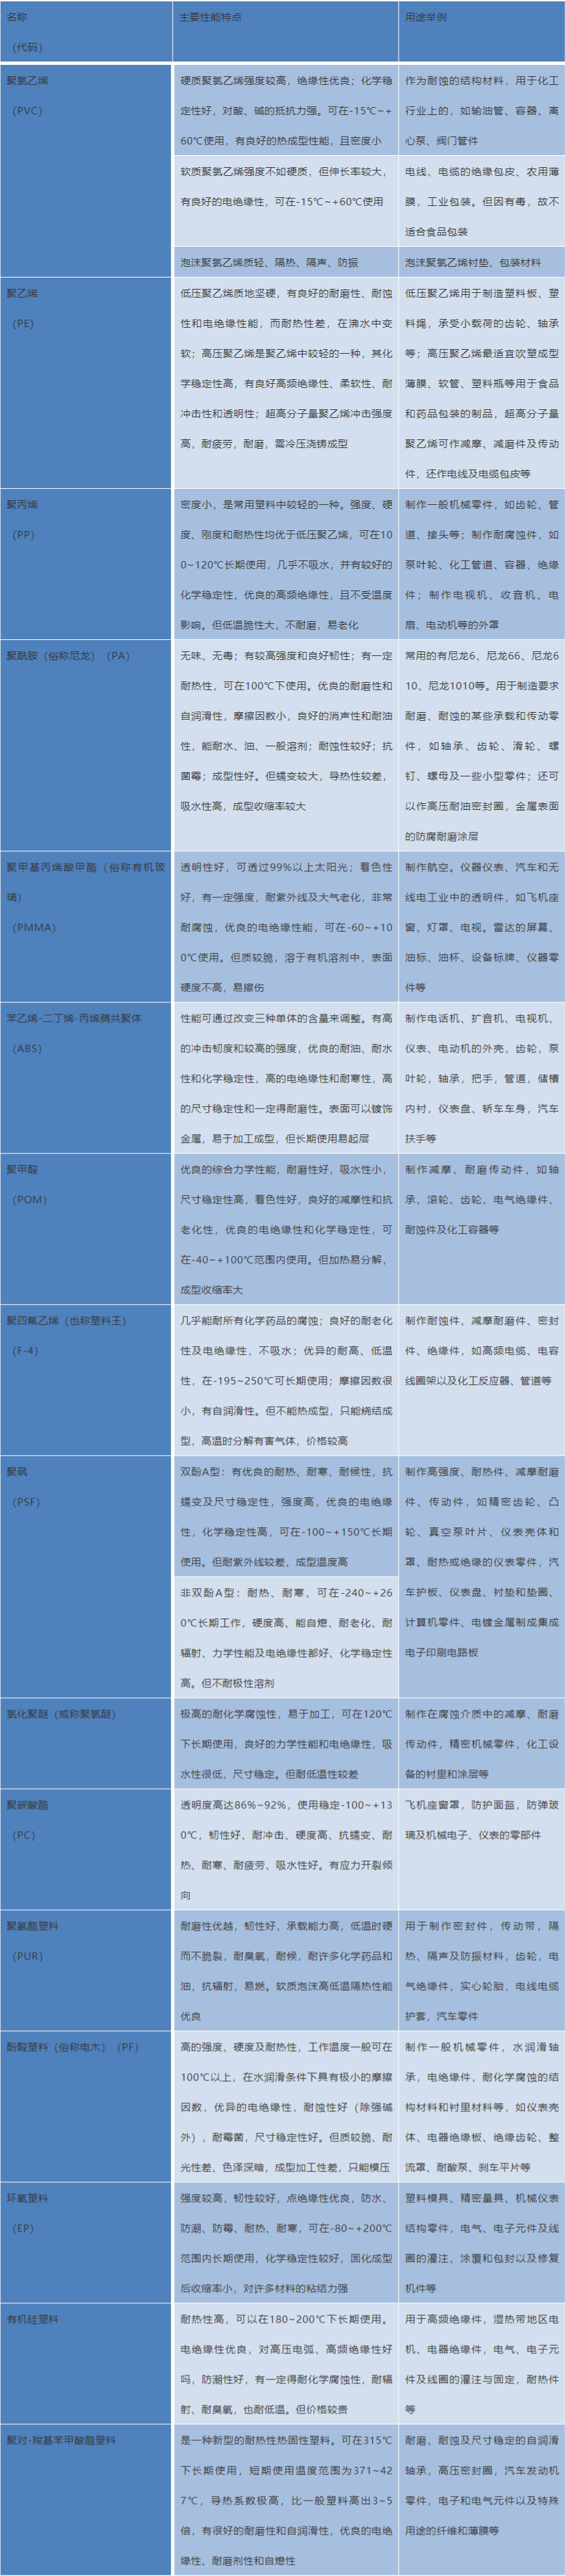 名称
（代码）
主要性能特点
用途举例
聚氯乙烯
（PVC）
硬质聚氯乙烯强度较高，绝缘性优良；化学稳
定性好，对酸、碱的抵抗力强。可在-15℃~+
60℃使用，有良好的热成型性能，且密度小
作为耐蚀的结构材料，用于化工
行业上的，如输油管、容器、离
心泵、阀门管件
软质聚氯乙烯强度不如硬质，但伸长率较大，
有良好的电绝缘性，可在-15℃~+60℃使用
电线、电缆的绝缘包皮、农用薄
膜，工业包装。但因有毒，故不
适合食品包装
泡沫聚氯乙烯质轻、隔热、隔声、防振
泡沫聚氯乙烯衬垫、包装材料
聚乙烯
（PE）
低压聚乙烯质地坚硬，有良好的耐磨性、耐蚀
性和电绝缘性能，而耐热性差，在沸水中变
软；高压聚乙烯是聚乙烯中较轻的一种，其化
学稳定性高，有良好高频绝缘性、柔软性、耐
冲击性和透明性；超高分子量聚乙烯冲击强度
高，耐疲劳，耐磨，需冷压浇铸成型
低压聚乙烯用于制造塑料板、塑
料绳，承受小载荷的齿轮、轴承
等；高压聚乙烯最适宜吹塑成型
薄膜、软管、塑料瓶等用于食品
和药品包装的制品，超高分子量
聚乙烯可作减摩、减磨件及传动
件，还作电线及电缆包皮等
聚丙烯
（PP）
密度小，是常用塑料中较轻的一种。强度、硬
度、刚度和耐热性均优于低压聚乙烯，可在10
0~120℃长期使用，几乎不吸水，并有较好的
化学稳定性，优良的高频绝缘性，且不受温度
影响。但低温脆性大，不耐磨，易老化
制作一般机械零件，如齿轮、管
道、接头等；制作耐腐蚀件，如
泵叶轮、化工管道、容器、绝缘
件；制作电视机、收音机、电
扇、电动机等的外罩
聚酰胺（俗称尼龙）（PA）
无味、无毒；有较高强度和良好韧性；有一定
耐热性，可在100℃下使用。优良的耐磨性和
自润滑性，摩擦因数小，良好的消声性和耐油
性，能耐水、油、一般溶剂；耐蚀性较好；抗
菌霉；成型性好。但蠕变较大，导热性较差，
吸水性高，成型收缩率较大
常用的有尼龙6、尼龙66、尼龙6
10、尼龙1010等。用于制造要求
耐磨、耐蚀的某些承载和传动零
件，如轴承、齿轮、滑轮、螺
钉、螺母及一些小型零件；还可
以作高压耐油密封圈，金属表面
的防腐耐磨涂层
聚甲基丙烯酸甲酯（俗称有机玻
璃）
（PMMA）
透明性好，可透过99%以上太阳光；着色性
好，有一定强度，耐紫外线及大气老化，非常
耐腐蚀，优良的电绝缘性能，可在-60~+10
0℃使用。但质较脆，溶于有机溶剂中，表面
硬度不高，易擦伤
制作航空。仪器仪表、汽车和无
线电工业中的透明件，如飞机座
窗、灯罩、电视。雷达的屏幕、
油标、油杯、设备标牌、仪器零
件等
苯乙烯-二丁烯-丙烯腈共聚体
（ABS）
性能可通过改变三种单体的含量来调整。有高
的冲击韧度和较高的强度，优良的耐油、耐水
性和化学稳定性，高的电绝缘性和耐寒性，高
的尺寸稳定性和一定得耐磨性。表面可以镀饰
金属，易于加工成型，但长期使用易起层
制作电话机、扩音机、电视机、
仪表、电动机的外壳，齿轮，泵
叶轮，轴承，把手，管道，储槽
内衬，仪表盘、轿车车身，汽车
扶手等
聚甲醛
（POM）
优良的综合力学性能，耐磨性好，吸水性小，
尺寸稳定性高，着色性好，良好的减摩性和抗
老化性，优良的电绝缘性和化学稳定性，可
在-40~+100℃范围内使用。但加热易分解，
成型收缩率大
制作减摩、耐磨传动件，如轴
承、滚轮、齿轮、电气绝缘件、
耐蚀件及化工容器等
聚四氟乙烯（也称塑料王）
（F-4）
几乎能耐所有化学药品的腐蚀；良好的耐老化
性及电绝缘性，不吸水；优异的耐高、低温
性，在-195~250℃可长期使用；摩擦因数很
小，有自润滑性。但不能热成型，只能烧结成
型，高温时分解有害气体，价格较高
制作耐蚀件、减摩耐磨件、密封
件、绝缘件，如高频电缆、电容
线圈架以及化工反应器、管道等
聚砜
（PSF）
双酚A型：有优良的耐热、耐寒、耐候性，抗
蠕变及尺寸稳定性，强度高，优良的电绝缘
性，化学稳定性高，可在-100~+150℃长期
使用。但耐紫外线较差，成型温度高
非双酚A型：耐热、耐寒、可在-240~+26
0℃长期工作，硬度高、能自熄、耐老化、耐
辐射、力学性能及电绝缘性都好、化学稳定性
高。但不耐极性溶剂
制作高强度、耐热件、减摩耐磨
件、传动件，如精密齿轮、凸
轮、真空泵叶片、仪表壳体和
罩、耐热或绝缘的仪表零件，汽
车护板、仪表盘、衬垫和垫圈、
计算机零件、电镀金属制成集成
电子印刷电路板
氯化聚醚（或称聚氯醚）
极高的耐化学腐蚀性，易于加工，可在120℃
下长期使用，良好的力学性能和电绝缘性，吸
水性很低，尺寸稳定。但耐低温性较差
制作在腐蚀介质中的减摩、耐磨
传动件，精密机械零件，化工设
备的衬里和涂层等
聚碳酸酯
（PC）
透明度高达86%~92%，使用稳定-100~+13
0℃，韧性好、耐冲击、硬度高、抗蠕变、耐
热、耐寒、耐疲劳、吸水性好。有应力开裂倾
向
飞机座窗罩，防护面盔，防弹玻
璃及机械电子、仪表的零部件
聚氨酯塑料
（PUR）
耐磨性优越，韧性好，承载能力高，低温时硬
而不脆裂，耐臭氧，耐候，耐许多化学药品和
油，抗辐射，易燃。软质泡沫高低温隔热性能
优良
用于制作密封件，传动带，隔
热、隔声及防振材料，齿轮，电
气绝缘件，实心轮胎，电线电缆
护套，汽车零件
酚醛塑料（俗称电木）（PF）
高的强度、硬度及耐热性，工作温度一般可在
100℃以上，在水润滑条件下具有极小的摩擦
因数，优异的电绝缘性，耐蚀性好（除强碱
外），耐霉菌，尺寸稳定性好。但质较脆、耐
光性差、色泽深暗，成型加工性差，只能模压
制作一般机械零件，水润滑轴
承，电绝缘件，耐化学腐蚀的结
构材料和衬里材料等，如仪表壳
体、电器绝缘板、绝缘齿轮、整
流罩、耐酸泵、刹车平片等
环氧塑料
（EP）
强度较高，韧性较好，点绝缘性优良，防水、
防潮、防霉、耐热、耐寒，可在-80~+200℃
范围内长期使用，化学稳定性较好，固化成型
后收缩率小，对许多材料的粘结力强
塑料模具、精密量具、机械仪表
结构零件，电气、电子元件及线
圈的灌注、涂覆和包封以及修复
机件等
有机硅塑料
耐热性高，可以在180~200℃下长期使用。
电绝缘性优良，对高压电弧、高频绝缘性好
吗，防潮性好，有一定得耐化学腐蚀性，耐辐
射、耐臭氧，也耐低温。但价格较贵
用于高频绝缘件，湿热带地区电
机、电器绝缘件，电气、电子元
件及线圈的灌注与固定，耐热件
等
聚对-羧基苯甲酸酯塑料
是一种新型的耐热性热固性塑料。可在315℃
下长期使用，短期使用温度范围为371~42
7℃，导热系数极高，比一般塑料高出3~5
倍，有很好的耐磨性和自润滑性，优良的电绝
缘性、耐磨剂性和自熄性
耐磨、耐蚀及尺寸稳定的自润滑
轴承，高压密封圈，汽车发动机
零件，电子和电气元件以及特殊
用途的纤维和薄膜等